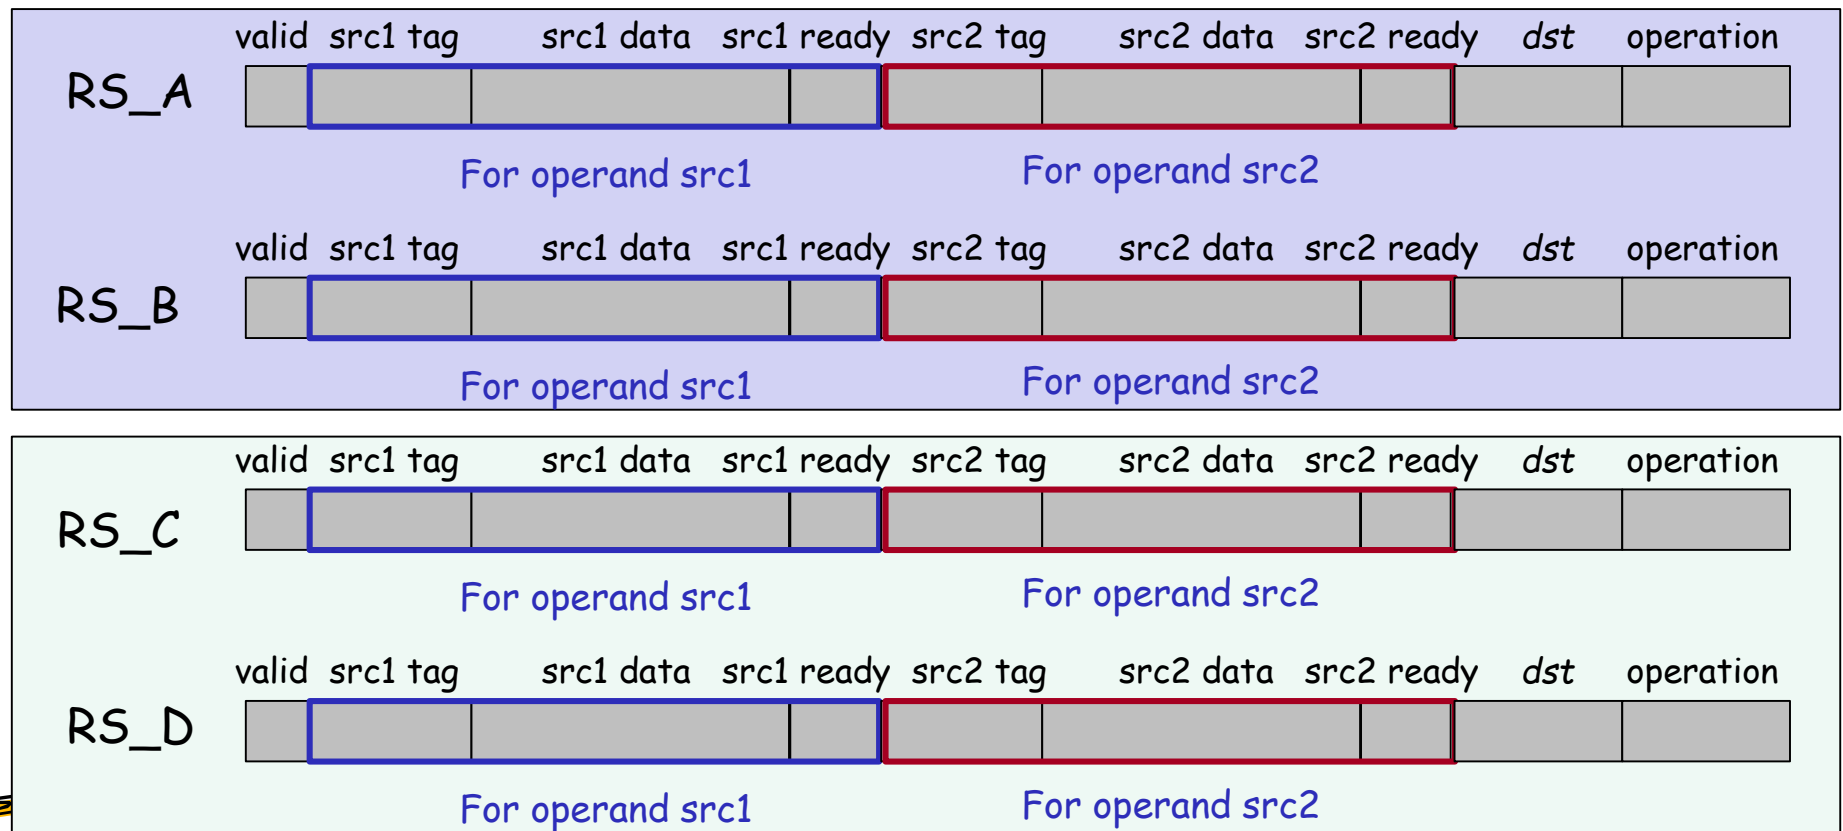 valid src1 tag src1 data src1 ready src2 tag src2 data src2 ready dst operation
RS_A
For operand src1 For operand src2
valid src1 tag src1 data src1 ready src2 tag src2 data src2 ready dst operation
RS_B
For operand src1 For operand src2
valid src1 tag src1 data src1 ready src2 tag src2 data src2 ready dst operation
RS_C
For operand src1 For operand src2
valid src1 tag src1 data src1 ready src2 tag src2 data src2 ready dst operation
RS_D
For operand src1 For operand src2